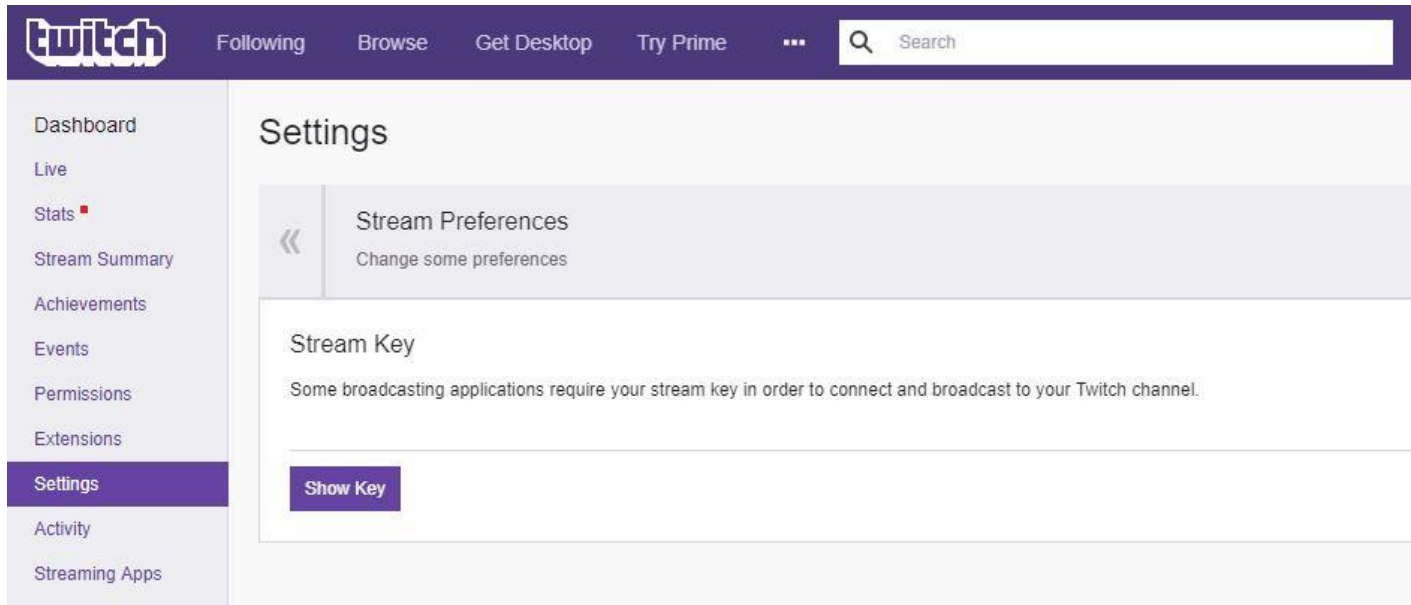 twitch Following Browse Get Desktop Try Prime ••• Search
Dashboard
Live
Stats
Stream Summary
Achievements
Events
Permissions
Extensions
Settings
Activity
Streaming Apps
Settings
«
Stream Preferences
Change some preferences
Stream Key
Some broadcasting applications require your stream key in order to connect and broadcast to your Twitch channel.
Show Key